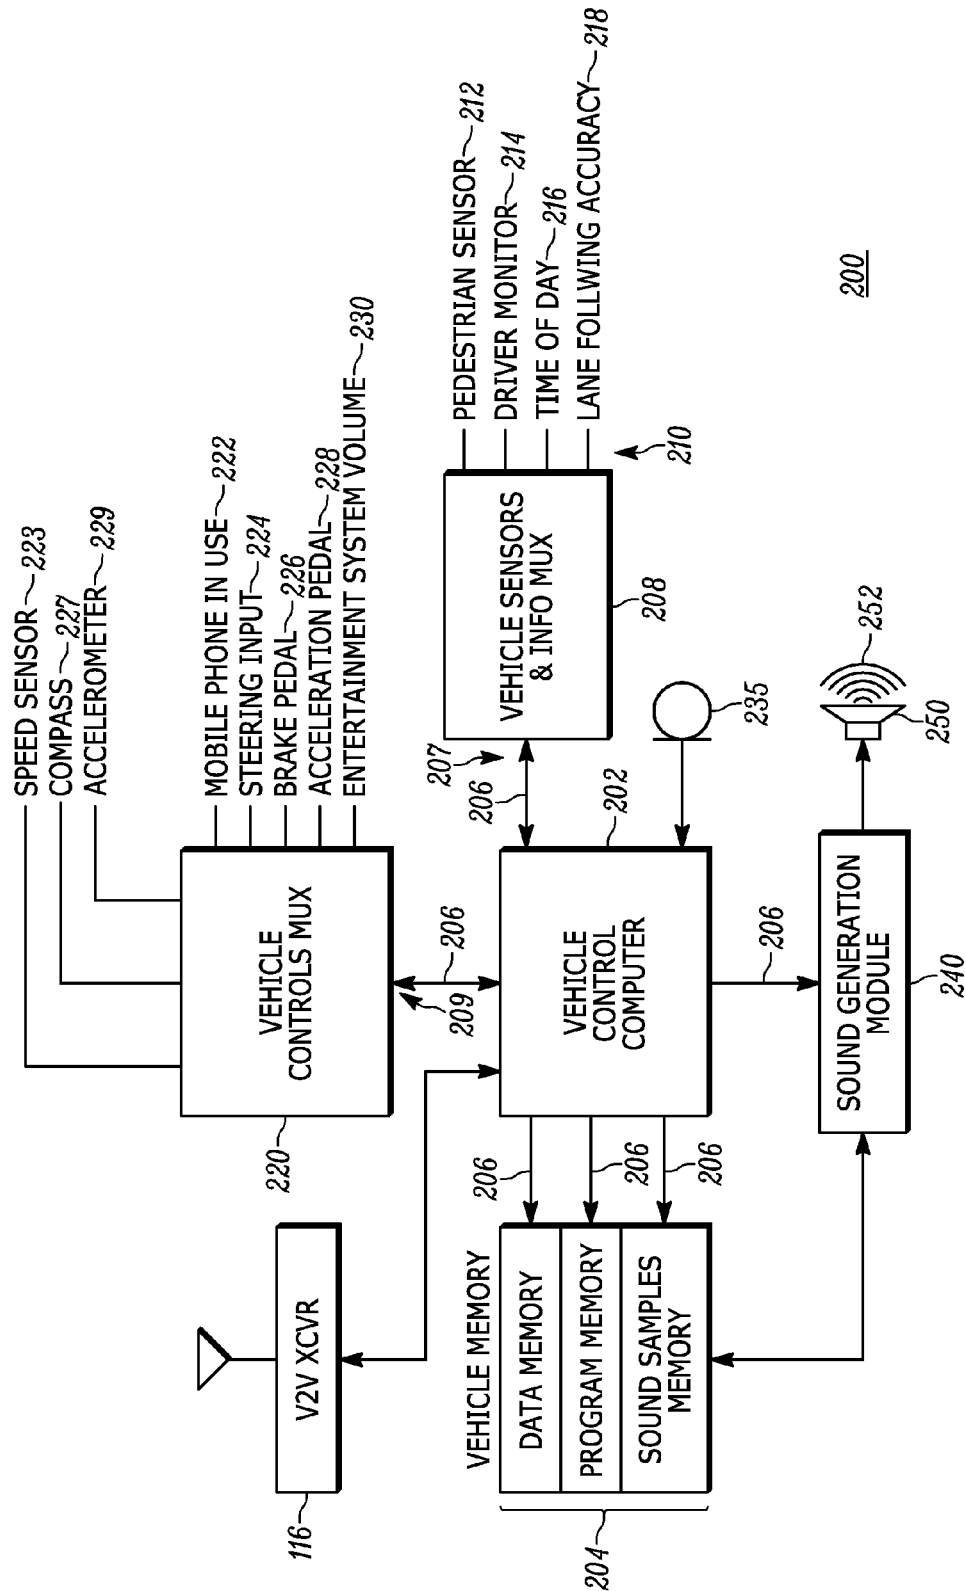 SPEED SENSOR 223
COMPASS 227
ACCELEROMETER 229
MOBILE PHONE IN USE 222
STEERING INPUT 224
BRAKE PEDAL 226
ACCELERATION PEDAL 228
ENTERTAINMENT SYSTEM VOLUME 230
V2V XCVR
116
VEHICLE
CONTROLS MUX
220
209
206
VEHICLE MEMORY
DATA MEMORY
PROGRAM MEMORY
SOUND SAMPLES
MEMORY
204
206
206
206
VEHICLE
CONTROL
COMPUTER
202
207
206
VEHICLE SENSORS
& INFO MUX
208
PEDESTRIAN SENSOR 212
DRIVER MONITOR 214
TIME OF DAY 216
LANE FOLLWING ACCURACY 218
210
235
206
SOUND GENERATION
MODULE
240
250
252
200